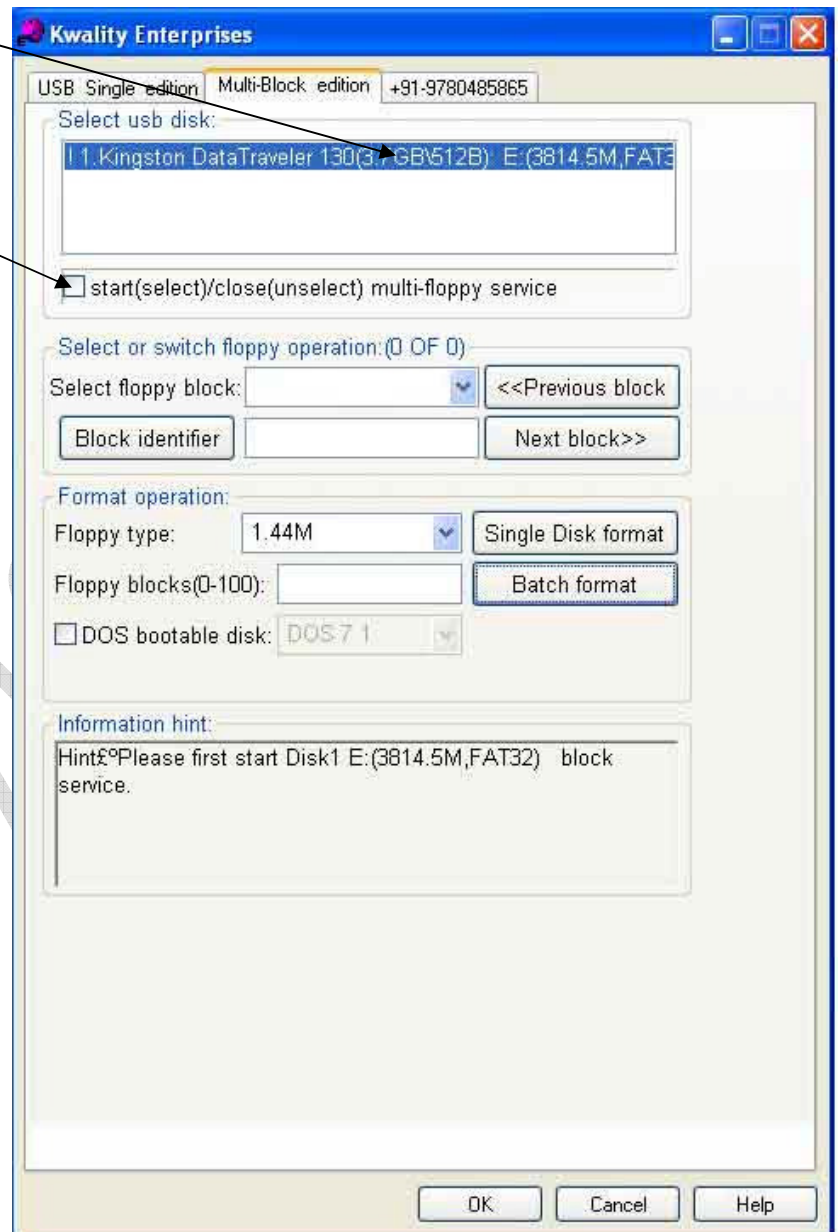 Kwality Enterprises
USB Single edition Multi-Block edition +91-9780485865
Select usb disk:
! 1.Kingston DataTraveler 130(3.7GB\512B) E:(3814.5M,FAT3
start(select)/close(unselect) multi-floppy service
Select or switch floppy operation:(0 OF 0)
Select floppy block: <<Previous block
Block identifier Next block>>
Format operation:
Floppy type: 1.44M Single Disk format
Floppy blocks(0-100): Batch format
DOS bootable disk: DOS 7 1
Information hint:
Hint£ºPlease first start Disk1 E:(3814.5M,FAT32) block
service.
OK Cancel Help